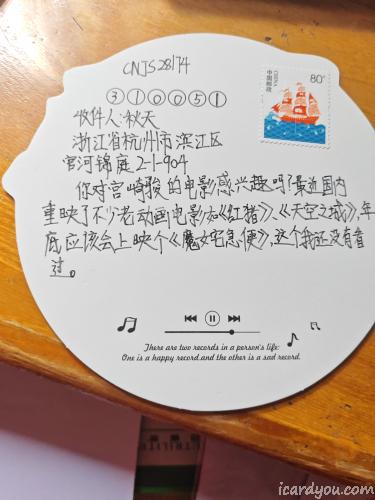 CNJS28174
310051
80分
CHINA
中国邮政
收件人:秋天
浙江省杭州市滨江区
官河锦庭2-1-904
你对宫崎骏的电影感兴趣吗?最近国内
重映了不少老动画电影如《红猪》、《天空之城》,年
底应该会上映个《魔女宅急便》,这个我还没有看
过。
There are two records in a person's life:
One is a happy record,and the other is a sad record.
icardyou.com